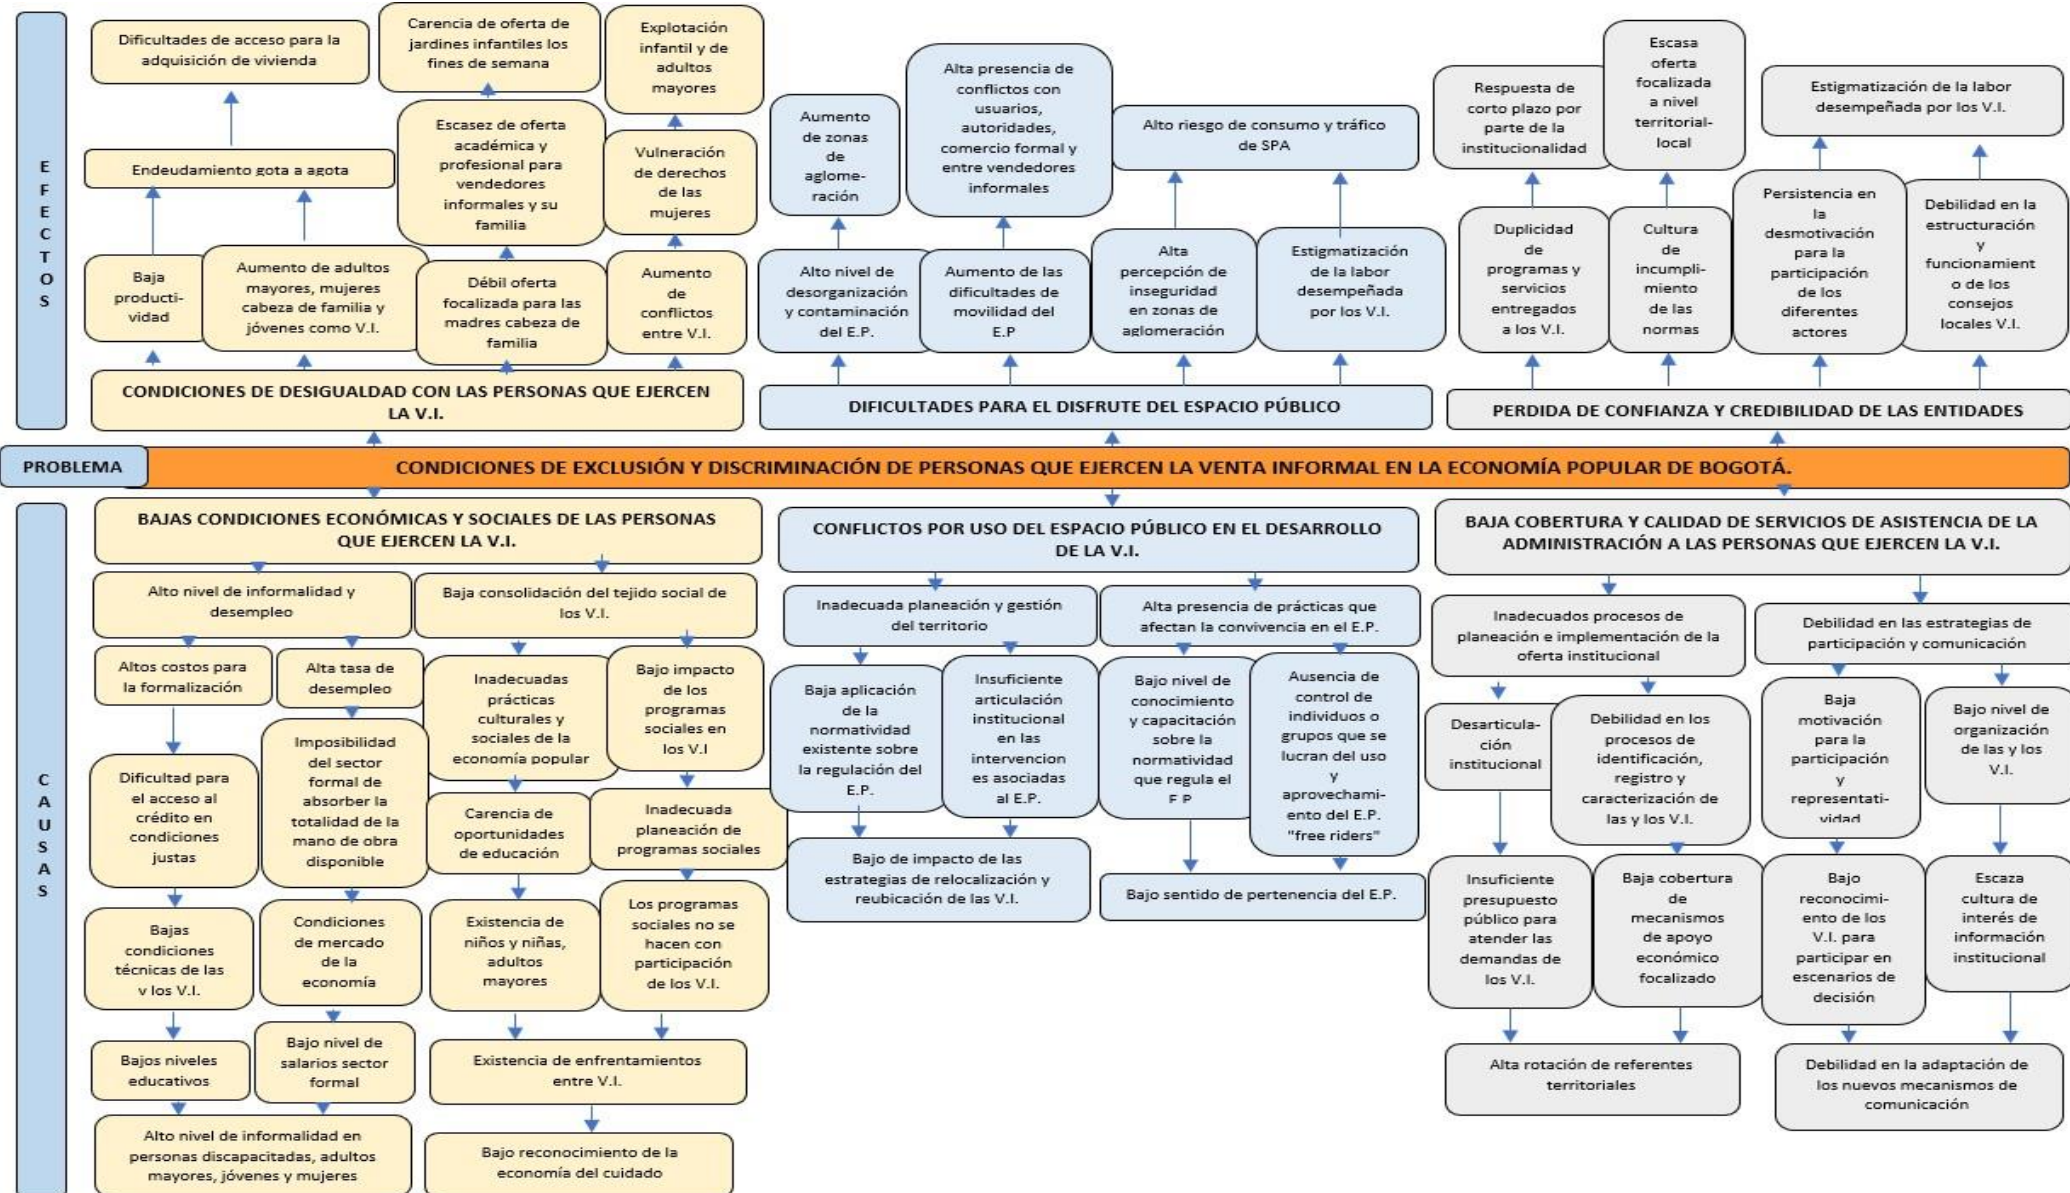 EFECTOS
Dificultades de acceso para la
adquisición de vivienda
Carencia de oferta de
jardines infantiles los
fines de semana
Explotación
infantil y de
adultos
mayores
Endeudamiento gota a agota
Escasez de oferta
académica y
profesional para
vendedores
informales y su
familia
Vulneración
de derechos
de las
mujeres
Baja
producti-
vidad
Aumento de adultos
mayores, mujeres
cabeza de familia y
jóvenes como V.I.
Débil oferta
focalizada para las
madres cabeza de
familia
Aumento
de
conflictos
entre V.I.
CONDICIONES DE DESIGUALDAD CON LAS PERSONAS QUE EJERCEN
LA V.I.
Aumento
de zonas
de
aglome-
ración
Alta presencia de
conflictos con
usuarios,
autoridades,
comercio formal y
entre vendedores
informales
Alto riesgo de consumo y tráfico
de SPA
Alto nivel de
desorganización
y contaminación
del E.P.
Aumento de las
dificultades de
movilidad del
E.P
Alta
percepción de
inseguridad
en zonas de
aglomeración
Estigmatización
de la labor
desempeñada
por los V.I.
DIFICULTADES PARA EL DISFRUTE DEL ESPACIO PÚBLICO
Respuesta de
corto plazo por
parte de la
institucionalidad
Escasa
oferta
focalizada
a nivel
territorial-
local
Estigmatización de la labor
desempeñada por los V.I.
Duplicidad
de
programas y
servicios
entregados
a los V.I.
Cultura
de
incumpli-
miento
de las
normas
Persistencia en
la
desmotivación
para la
participación
de los
diferentes
actores
Debilidad en la
estructuración
y
funcionamient
o de los
consejos
locales V.I.
PERDIDA DE CONFIANZA Y CREDIBILIDAD DE LAS ENTIDADES
PROBLEMA
CONDICIONES DE EXCLUSIÓN Y DISCRIMINACIÓN DE PERSONAS QUE EJERCEN LA VENTA INFORMAL EN LA ECONOMÍA POPULAR DE BOGOTÁ.
CAUSAS
BAJAS CONDICIONES ECONÓMICAS Y SOCIALES DE LAS PERSONAS
QUE EJERCEN LA V.I.
Alto nivel de informalidad y
desempleo
Baja consolidación del tejido social de
los V.I.
Altos costos para
la formalización
Alta tasa de
desempleo
Inadecuadas
prácticas
culturales y
sociales de la
economía popular
Bajo impacto
de los
programas
sociales en
los V.I
Dificultad para
el acceso al
crédito en
condiciones
justas
Imposibilidad
del sector
formal de
absorber la
totalidad de la
mano de obra
disponible
Carencia de
oportunidades
de educación
Inadecuada
planeación de
programas sociales
Bajas
condiciones
técnicas de las
y los V.I.
Condiciones
de mercado
de la
economía
Existencia de
niños y niñas,
adultos
mayores
Los programas
sociales no se
hacen con
participación
de los V.I.
Bajos niveles
educativos
Bajo nivel de
salarios sector
formal
Existencia de enfrentamientos
entre V.I.
Alto nivel de informalidad en
personas discapacitadas, adultos
mayores, jóvenes y mujeres
Bajo reconocimiento de la
economía del cuidado
CONFLICTOS POR USO DEL ESPACIO PÚBLICO EN EL DESARROLLO
DE LA V.I.
Inadecuada planeación y gestión
del territorio
Alta presencia de prácticas que
afectan la convivencia en el E.P.
Baja aplicación
de la
normatividad
existente sobre
la regulación del
E.P.
Insuficiente
articulación
institucional
en las
intervencion
es asociadas
al E.P.
Bajo nivel de
conocimiento
y capacitación
sobre la
normatividad
que regula el
E.P
Ausencia de
control de
individuos o
grupos que se
lucran del uso
y
aprovechami-
ento del E.P.
"free riders"
Bajo de impacto de las
estrategias de relocalización y
reubicación de las V.I.
Bajo sentido de pertenencia del E.P.
BAJA COBERTURA Y CALIDAD DE SERVICIOS DE ASISTENCIA DE LA
ADMINISTRACIÓN A LAS PERSONAS QUE EJERCEN LA V.I.
Inadecuados procesos de
planeación e implementación de la
oferta institucional
Debilidad en las estrategias de
participación y comunicación
Desarticula-
ción
institucional
Debilidad en los
procesos de
identificación,
registro y
caracterización de
las y los V.I.
Baja
motivación
para la
participación
y
representati-
vidad
Bajo nivel de
organización
de las y los
V.I.
Insuficiente
presupuesto
público para
atender las
demandas de
los V.I.
Baja cobertura
de
mecanismos
de apoyo
económico
focalizado
Bajo
reconocimi-
ento de los
V.I. para
participar en
escenarios de
decisión
Escaza
cultura de
interés de
información
institucional
Alta rotación de referentes
territoriales
Debilidad en la adaptación de
los nuevos mecanismos de
comunicación